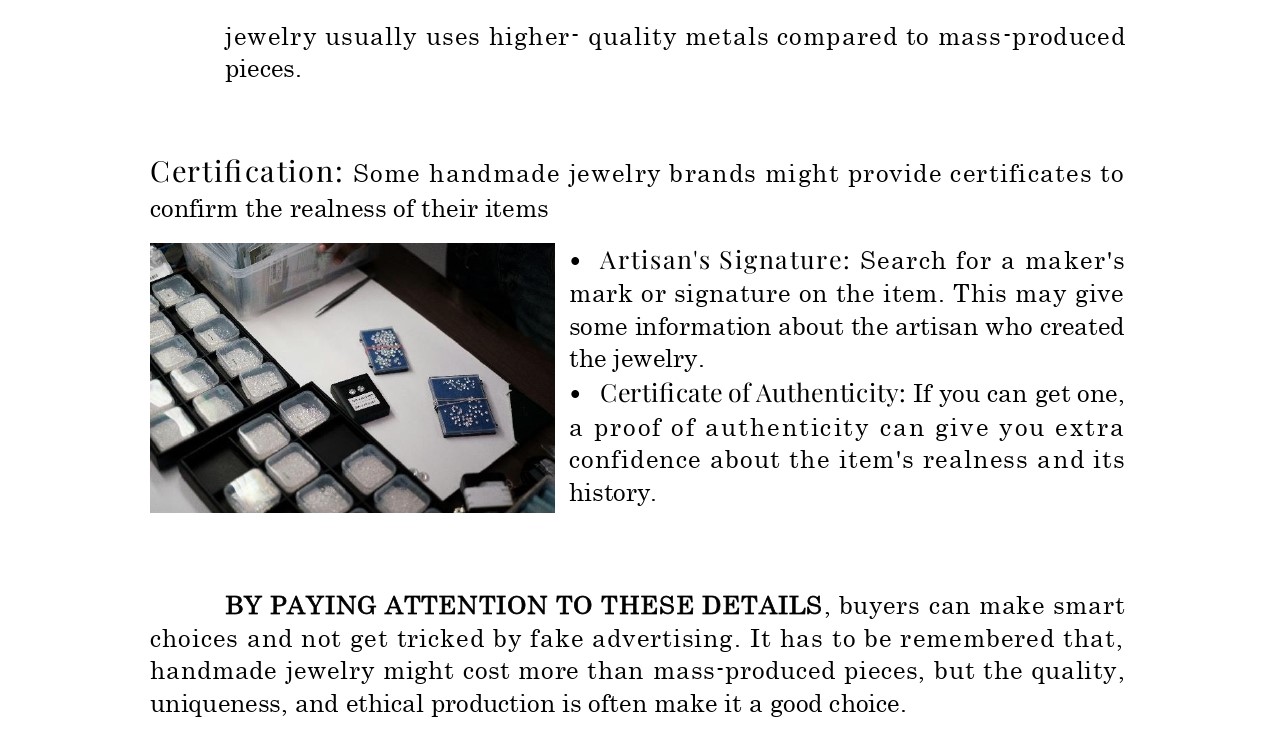 jewelry usually uses higher- quality metals compared to mass-produced
pieces.
Certification: Some handmade jewelry brands might provide certificates to
confirm the realness of their items
• Artisan's Signature: Search for a maker's
mark or signature on the item. This may give
some information about the artisan who created
the jewelry.
• Certificate of Authenticity: If you can get one,
a proof of authenticity can give you extra
confidence about the item's realness and its
history.
BY PAYING ATTENTION TO THESE DETAILS, buyers can make smart
choices and not get tricked by fake advertising. It has to be remembered that,
handmade jewelry might cost more than mass-produced pieces, but the quality,
uniqueness, and ethical production is often make it a good choice.